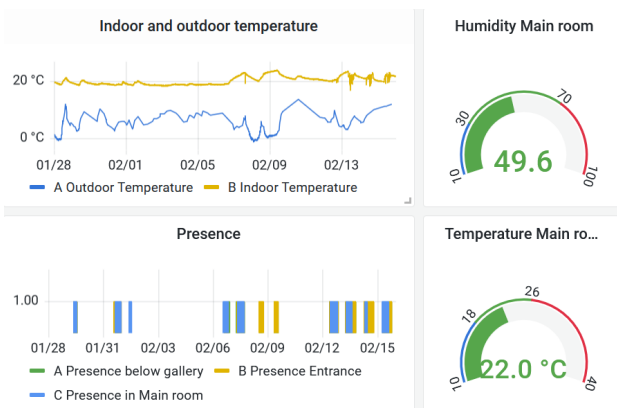 Indoor and outdoor temperature
20 °C
0 °C
01/28 02/01 02/05 02/09 02/13
A Outdoor Temperature B Indoor Temperature
Humidity Main room
10 30 70 100
49.6
Presence
1.00
01/28 01/31 02/03 02/06 02/09 02/12 02/15
A Presence below gallery B Presence Entrance
C Presence in Main room
Temperature Main ro...
10 18 26 40
22.0 °C